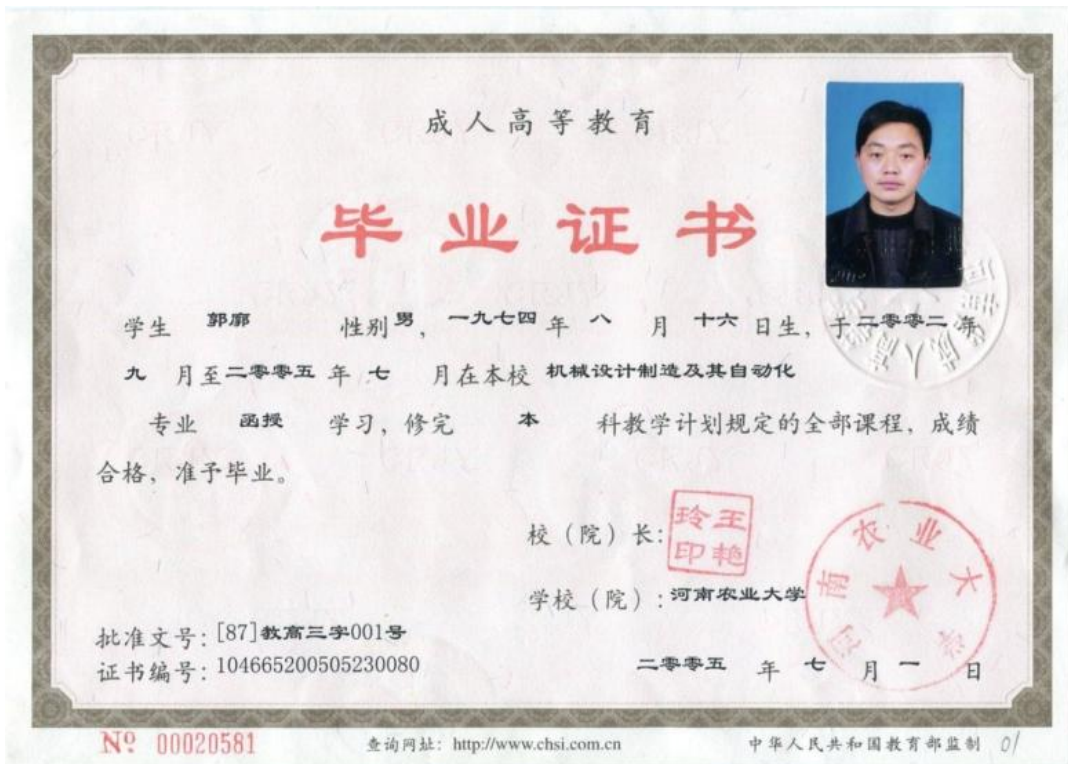 成人高等教育
毕业证书
学生 郭廓 性别 男, 一九七四 年 八 月 十六 日生, 于二零零二 年
九 月至二零零五 年 七 月在本校 机械设计制造及其自动化
专业 函授 学习, 修完 本 科教学计划规定的全部课程, 成绩
合格, 准予毕业。
校(院)长:
王艳玲印
学校(院): 河南农业大学
河南农业大学
批准文号: [87]教高三字001号
证书编号: 104665200505230080
二零零五 年 七 月 一 日
№ 00020581
查询网址: http://www.chsi.com.cn
中华人民共和国教育部监制 01